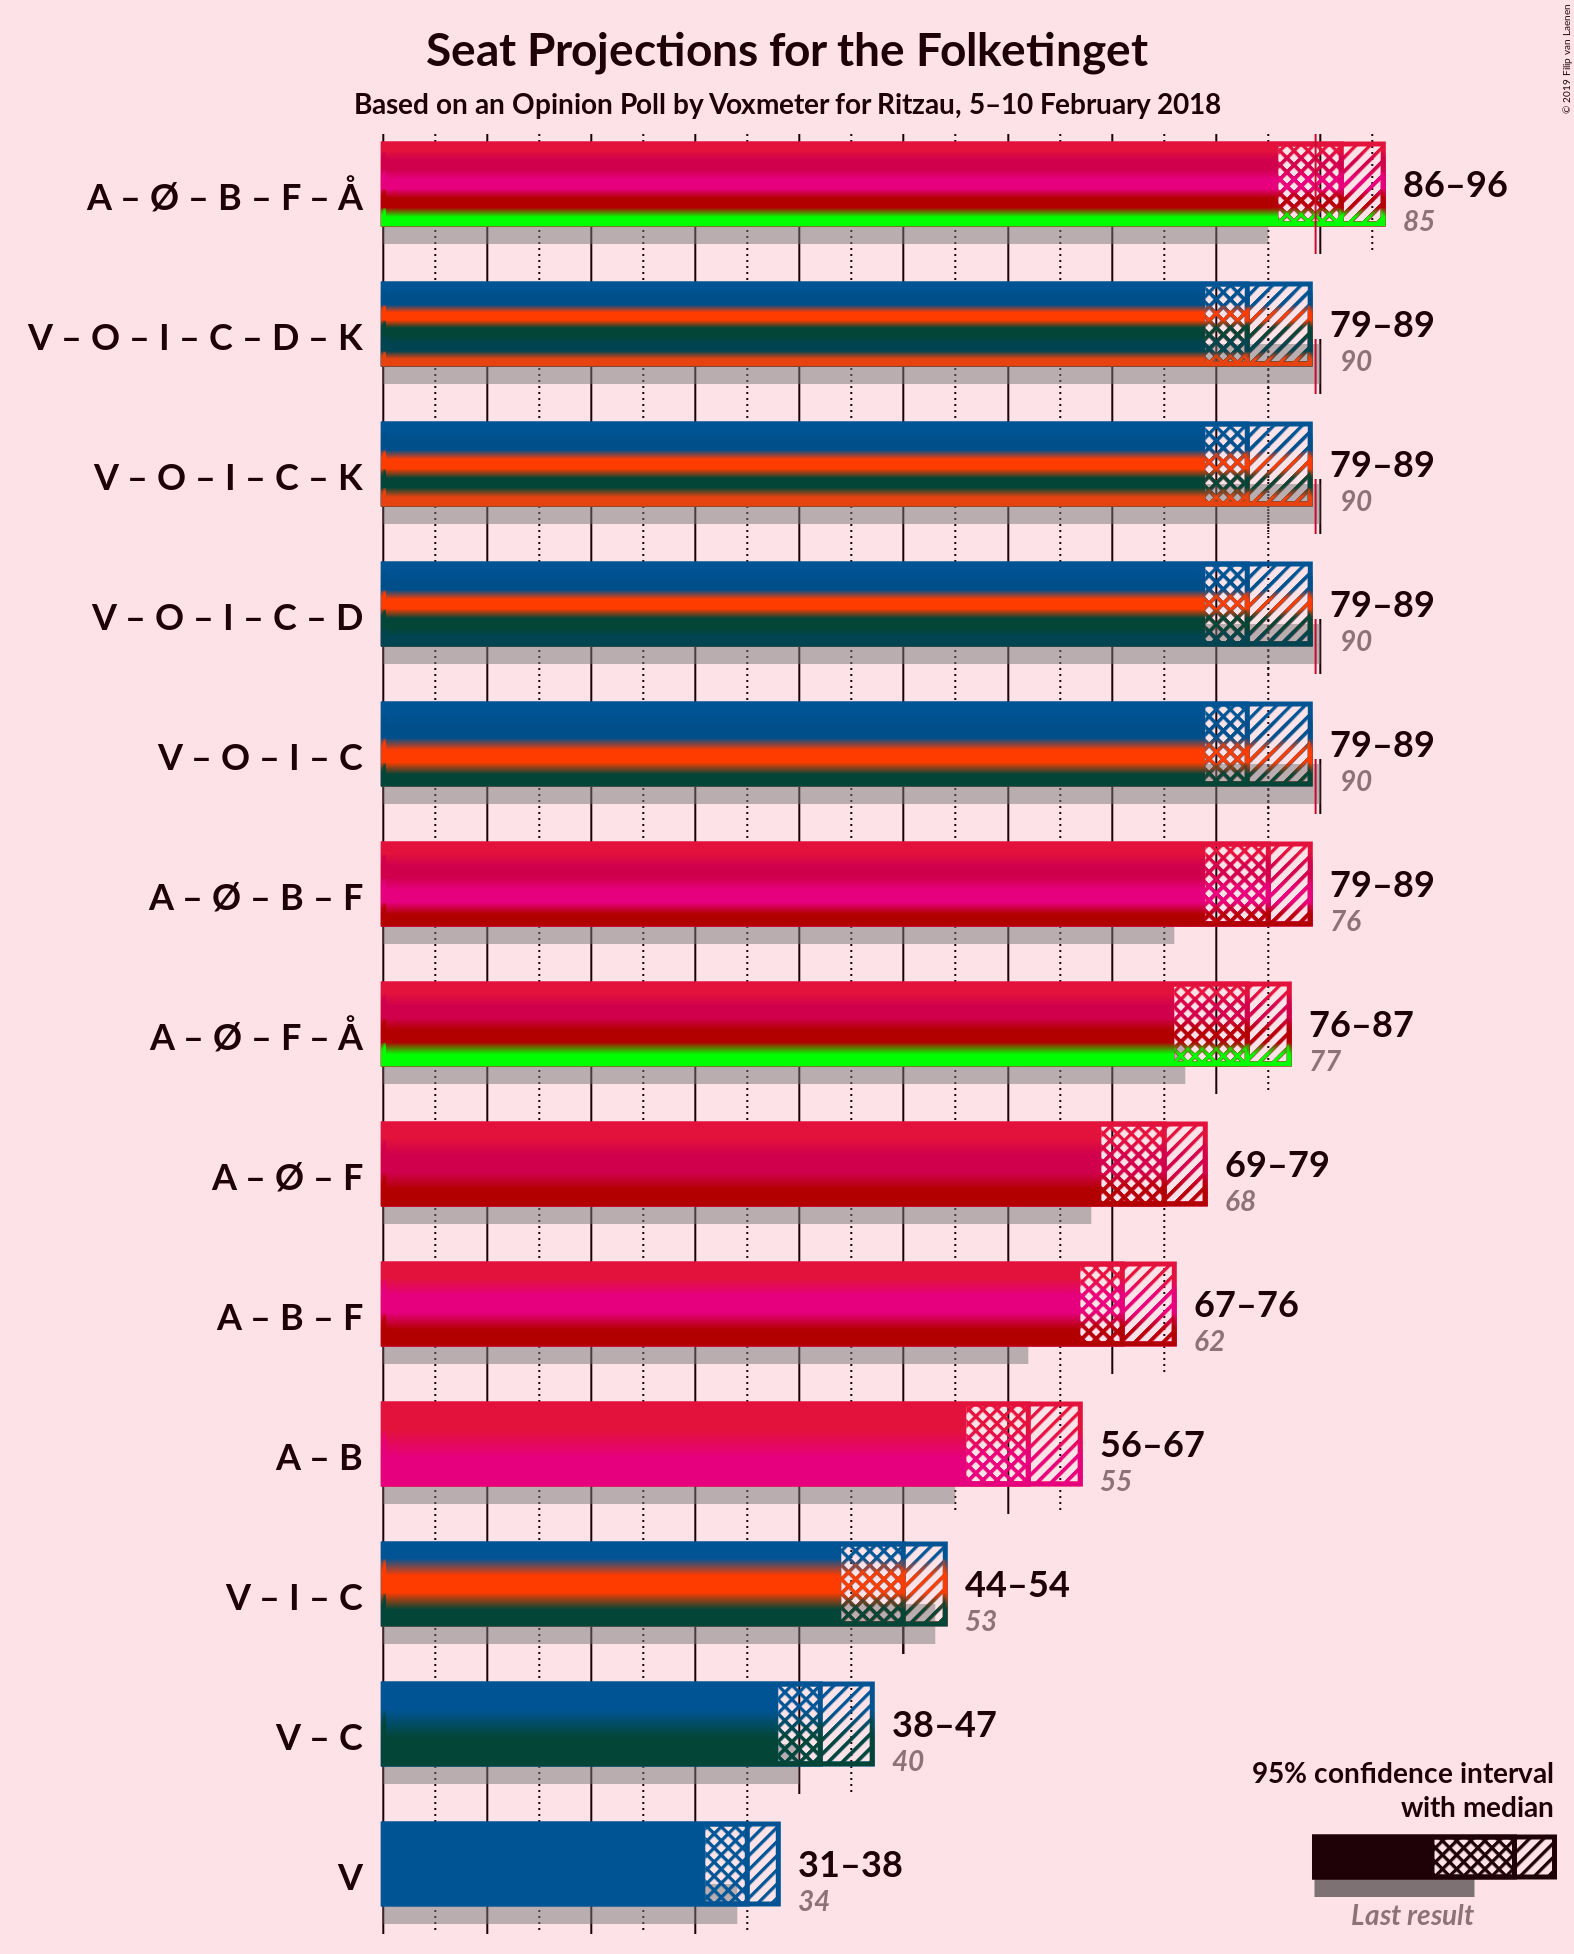 Seat Projections for the Folketinget
Based on an Opinion Poll by Voxmeter for Ritzau, 5–10 February 2018
© 2019 Filip van Laenen
A – Ø – B – F – Å
86–96
85
V – O – I – C – D – K
79–89
90
V – O – I – C – K
79–89
90
V – O – I – C – D
79–89
90
V – O – I – C
79–89
90
A – Ø – B – F
79–89
76
A – Ø – F – Å
76–87
77
A – Ø – F
69–79
68
A – B – F
67–76
62
A – B
56–67
55
V – I – C
44–54
53
V – C
38–47
40
V
31–38
34
95% confidence interval
with median
Last result